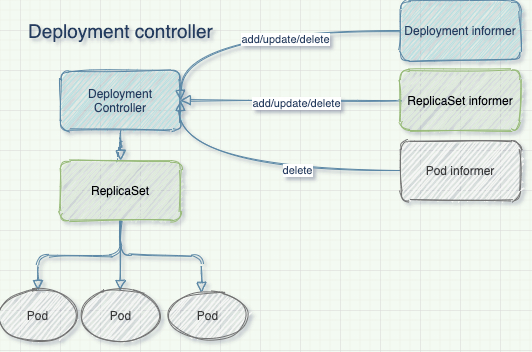 Deployment controller
add/update/delete
Deployment informer
Deployment
Controller
add/update/delete
ReplicaSet informer
delete
Pod informer
ReplicaSet
Pod
Pod
Pod